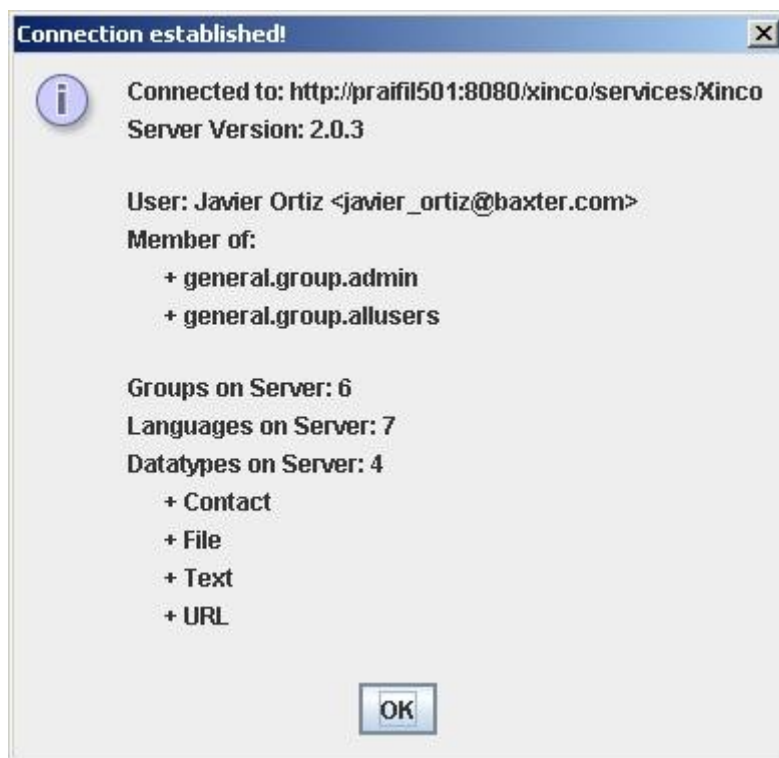 Connection established!
Connected to: http://praifil501:8080/xinco/services/Xinco
Server Version: 2.0.3
User: Javier Ortiz <javier_ortiz@baxter.com>
Member of:
+ general.group.admin
+ general.group.allusers
Groups on Server: 6
Languages on Server: 7
Datatypes on Server: 4
+ Contact
+ File
+ Text
+ URL
OK